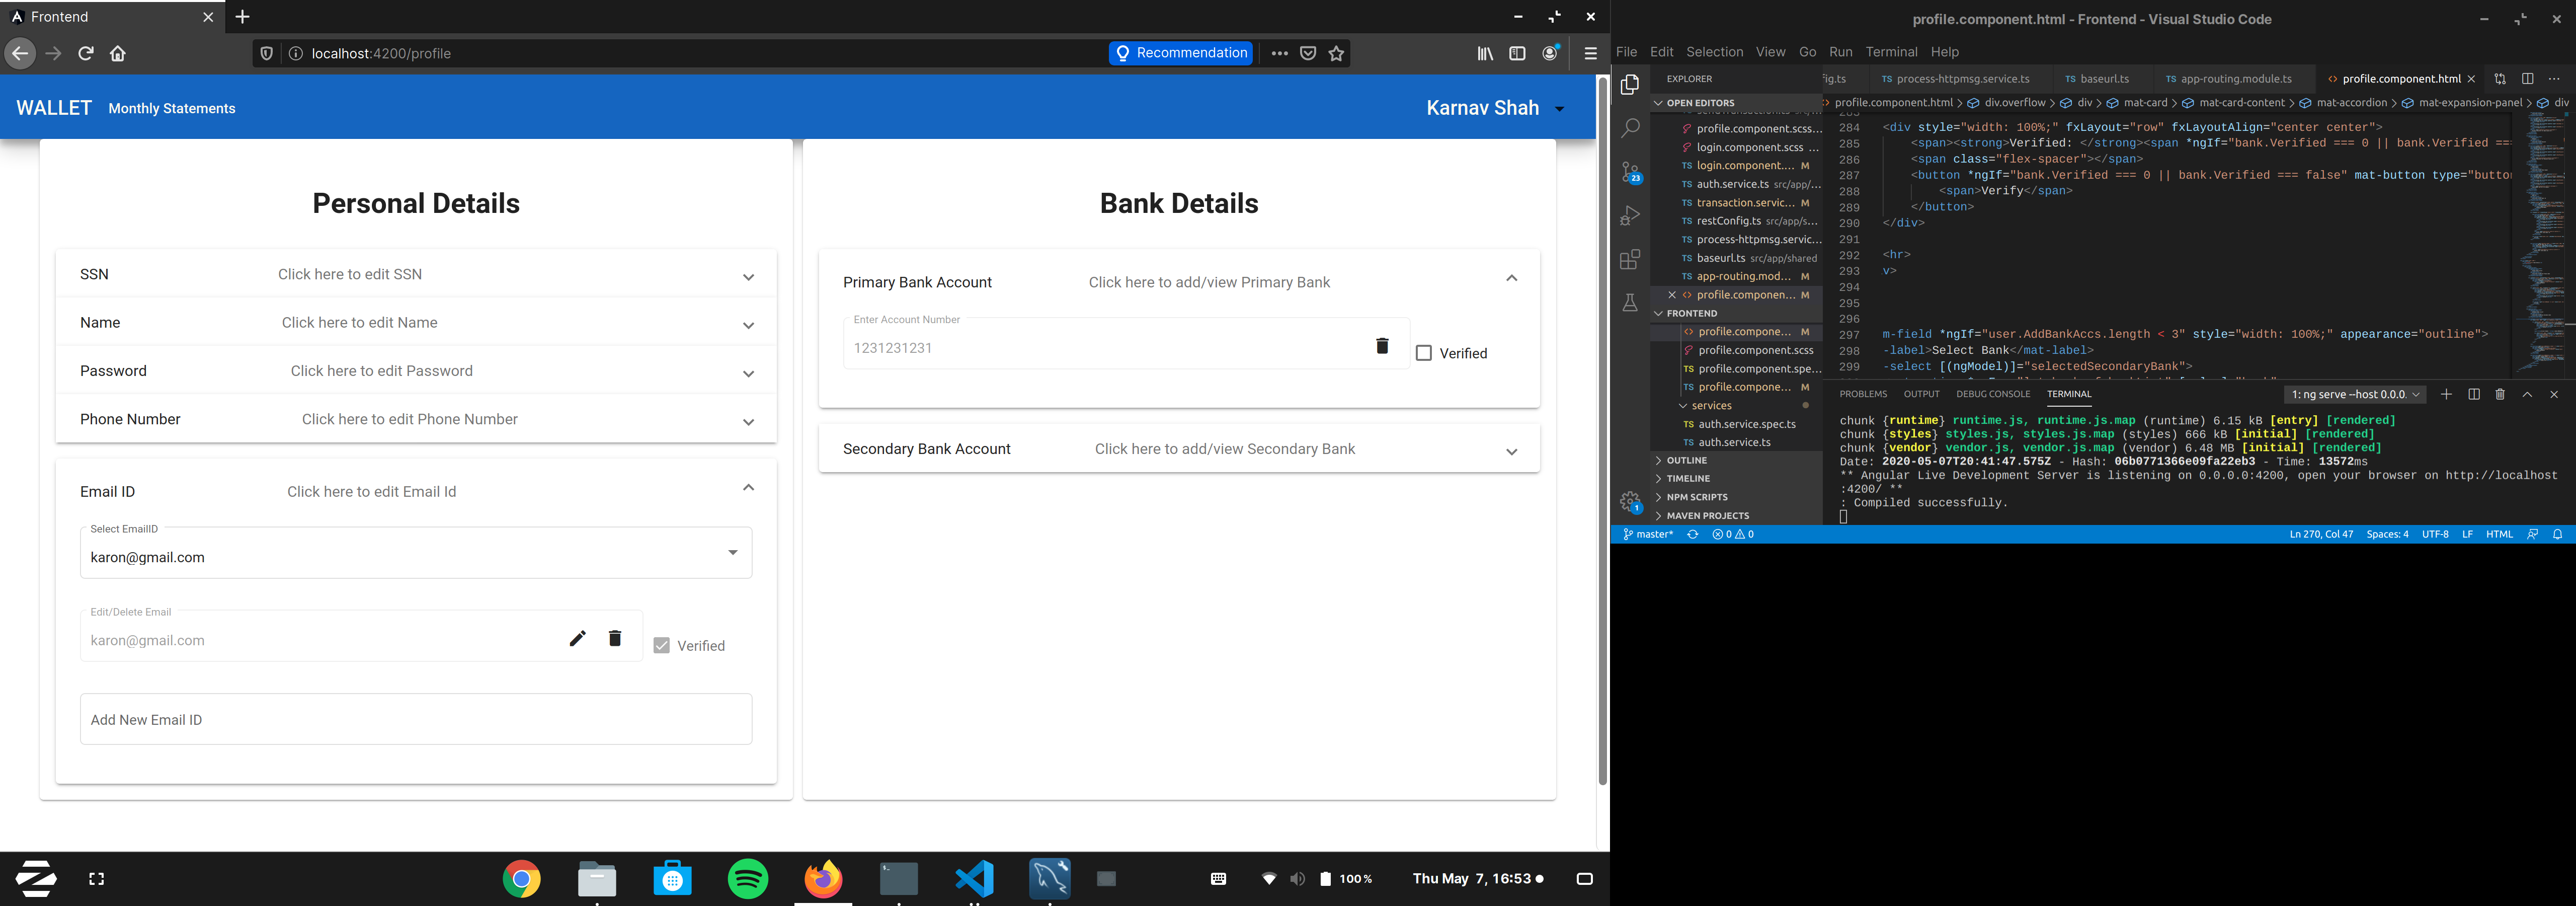 Frontend
localhost:4200/profile
Recommendation
WALLET Monthly Statements
Karnav Shah
Personal Details
SSN Click here to edit SSN
Name Click here to edit Name
Password Click here to edit Password
Phone Number Click here to edit Phone Number
Email ID Click here to edit Email Id
Select EmailID
karon@gmail.com
Edit/Delete Email
karon@gmail.com
Verified
Add New Email ID
Bank Details
Primary Bank Account Click here to add/view Primary Bank
Enter Account Number
1231231231
Verified
Secondary Bank Account Click here to add/view Secondary Bank
100%
Thu May 7, 16:53
profile.component.html - Frontend - Visual Studio Code
File Edit Selection View Go Run Terminal Help
EXPLORER
OPEN EDITORS
profile.component.scss...
login.component.scss ...
TS login.component.... M
TS auth.service.ts src/app/...
TS transaction.servic... M
TS restConfig.ts src/app/s...
TS process-httpmsg.servic...
TS baseurl.ts src/app/shared
TS app-routing.mod... M
<> profile.componen... M
FRONTEND
<> profile.compone... M
profile.component.scss
TS profile.component.spe...
TS profile.compone... M
services
TS auth.service.spec.ts
TS auth.service.ts
OUTLINE
TIMELINE
NPM SCRIPTS
MAVEN PROJECTS
23
1
fig.ts TS process-httpmsg.service.ts TS baseurl.ts TS app-routing.module.ts <> profile.component.html
profile.component.html > div.overflow > div > mat-card > mat-card-content > mat-accordion > mat-expansion-panel > div
284 <div style="width: 100%;" fxLayout="row" fxLayoutAlign="center center">
285 <span><strong>Verified: </strong><span *ngIf="bank.Verified === 0 || bank.Verified ==
286 <span class="flex-spacer"></span>
287 <button *ngIf="bank.Verified === 0 || bank.Verified === false" mat-button type="butto
288 <span>Verify</span>
289 </button>
290 </div>
291
292 <hr>
293 v>
294
295
296
297 m-field *ngIf="user.AddBankAccs.length < 3" style="width: 100%;" appearance="outline">
298 -label>Select Bank</mat-label>
299 -select [(ngModel)]="selectedSecondaryBank">
PROBLEMS OUTPUT DEBUG CONSOLE TERMINAL
1: ng serve --host 0.0.0.
chunk {runtime} runtime.js, runtime.js.map (runtime) 6.15 kB [entry] [rendered]
chunk {styles} styles.js, styles.js.map (styles) 666 kB [initial] [rendered]
chunk {vendor} vendor.js, vendor.js.map (vendor) 6.48 MB [initial] [rendered]
Date: 2020-05-07T20:41:47.575Z - Hash: 06b0771366e09fa22eb3 - Time: 13572ms
** Angular Live Development Server is listening on 0.0.0.0:4200, open your browser on http://localhost
:4200/ **
: Compiled successfully.
master* 0 0
Ln 270, Col 47 Spaces: 4 UTF-8 LF HTML